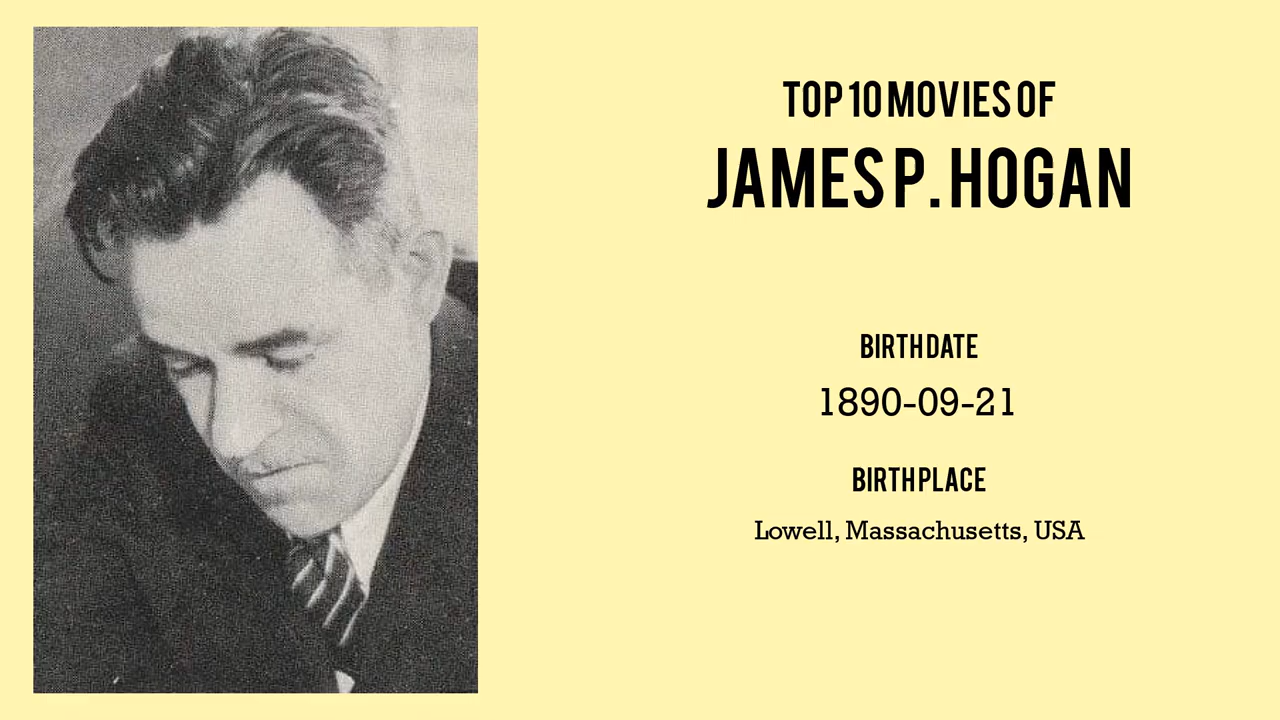 TOP 10 MOVIES OF
JAMES P. HOGAN
BIRTHDATE
1890-09-21
BIRTHPLACE
Lowell, Massachusetts, USA